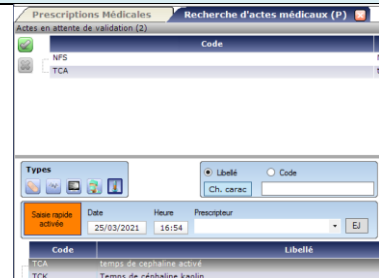 Prescriptions Médicales
Recherche d'actes médicaux (P)
Actes en attente de validation (2)
Code
NFS
TCA
Types
Libellé
Code
Ch. carac
Saisie rapide activée
Date
Heure
Prescripteur
25/03/2021
16:54
EJ
Code
Libellé
TCA
temps de cephaline activé
TCK
Temps de céphaline kaolin